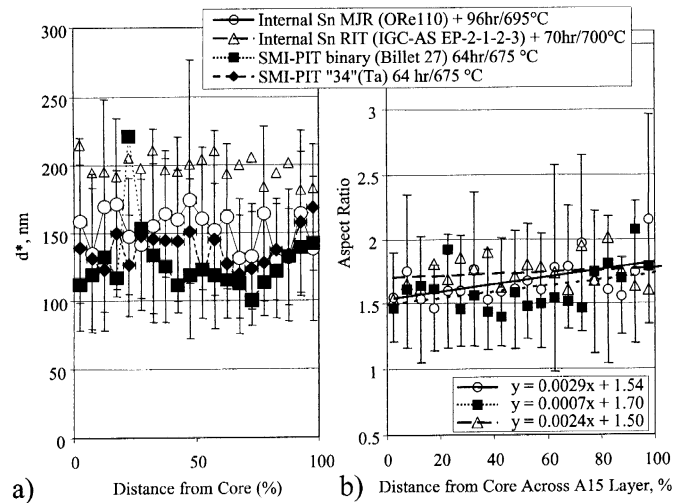 a)
300
250
200
150
100
50
0
d*, nm
0
50
100
Distance from Core (%)
Internal Sn MJR (ORe110) + 96hr/695°C
Internal Sn RIT (IGC-AS EP-2-1-2-3) + 70hr/700°C
SMI-PIT binary (Billet 27) 64hr/675 °C
SMI-PIT "34"(Ta) 64 hr/675 °C
b)
3
2.5
2
1.5
1
0.5
Aspect Ratio
0
20
40
60
80
100
Distance from Core Across A15 Layer, %
y = 0.0029x + 1.54
y = 0.0007x + 1.70
y = 0.0024x + 1.50